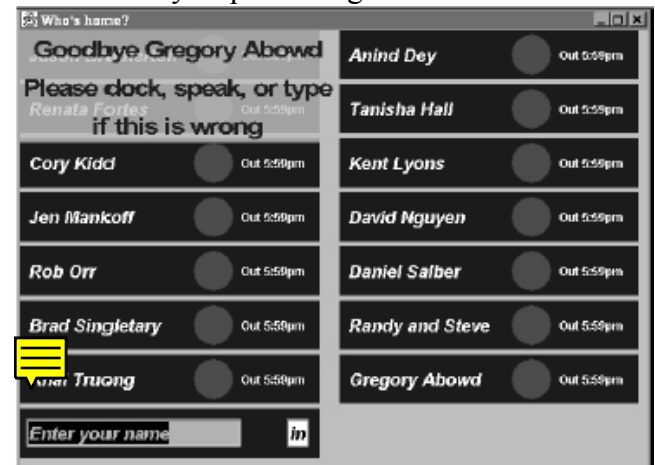 Who's home?
Goodbye Gregory Abowd
Please dock, speak, or type
if this is wrong
Renata Fortes Out 5:59pm
Cory Kidd Out 5:59pm
Jen Mankoff Out 5:59pm
Rob Orr Out 5:59pm
Brad Singletary Out 5:59pm
Truong Out 5:59pm
Enter your name in
Anind Dey Out 5:59pm
Tanisha Hall Out 5:59pm
Kent Lyons Out 5:59pm
David Nguyen Out 5:59pm
Daniel Salber Out 5:59pm
Randy and Steve Out 5:59pm
Gregory Abowd Out 5:59pm